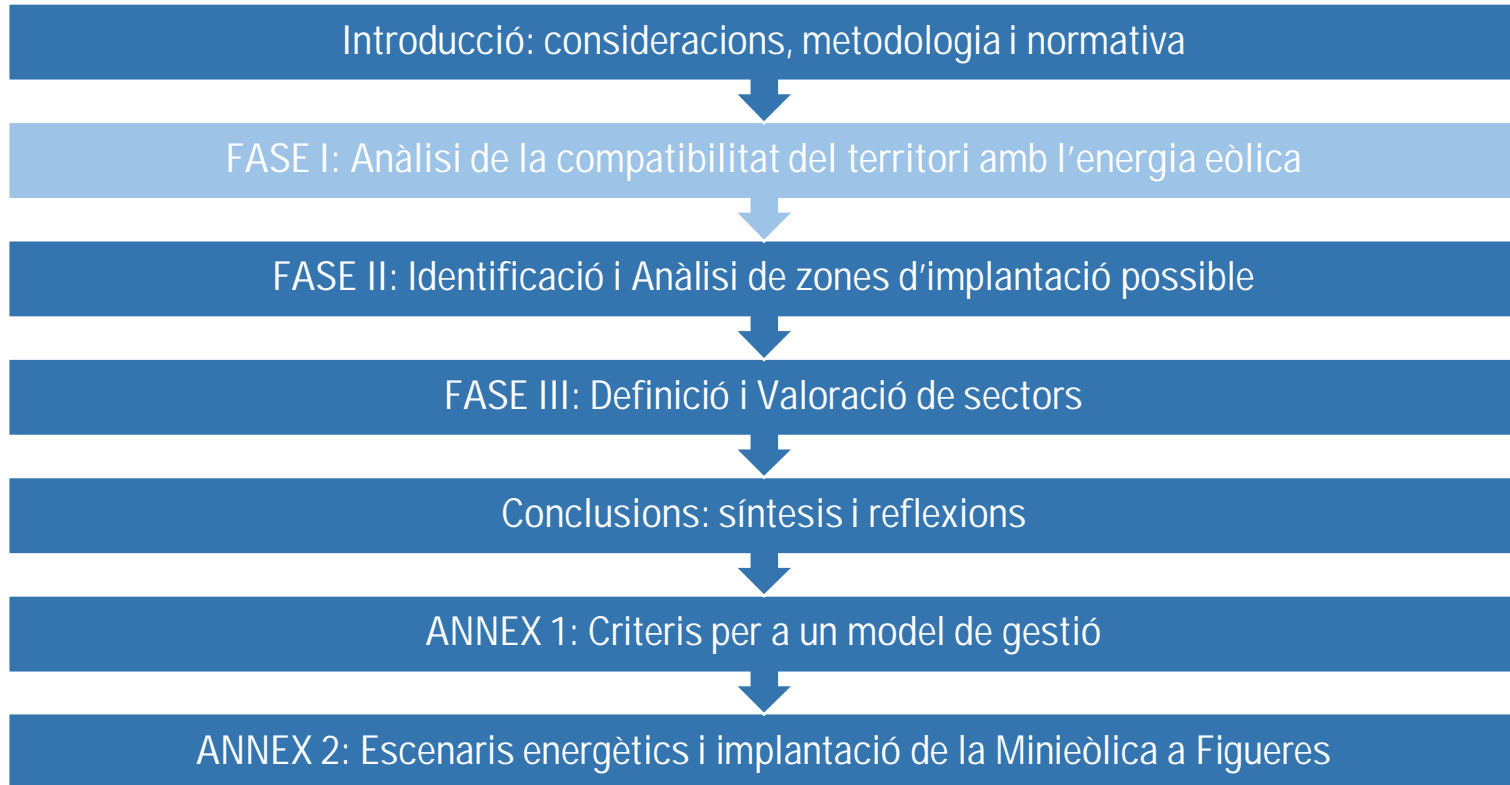 Introducció: consideracions, metodologia i normativa
FASE I: Anàlisi de la compatibilitat del territori amb l’energia eòlica
FASE II: Identificació i Anàlisi de zones d’implantació possible
FASE III: Definició i Valoració de sectors
Conclusions: síntesis i reflexions
ANNEX 1: Criteris per a un model de gestió
ANNEX 2: Escenaris energètics i implantació de la Minieòlica a Figueres